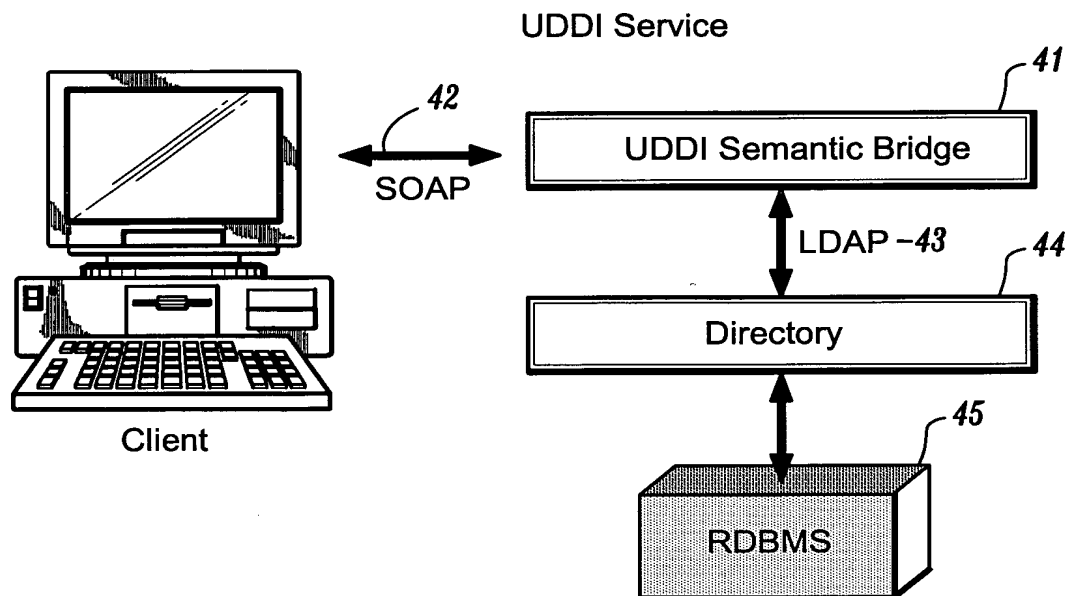 UDDI Service
41
42
UDDI Semantic Bridge
SOAP
LDAP -43
44
Directory
Client
45
RDBMS